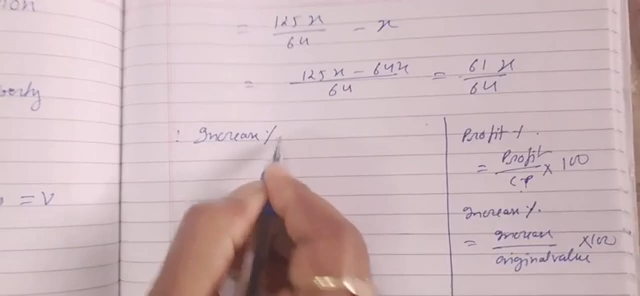 = 125x/64 - x
= 125x - 64x/64 = 61x/64
: Increase %
Profit %.
= Profit/CP × 100
Increase %.
= Increase/original value × 100
= V